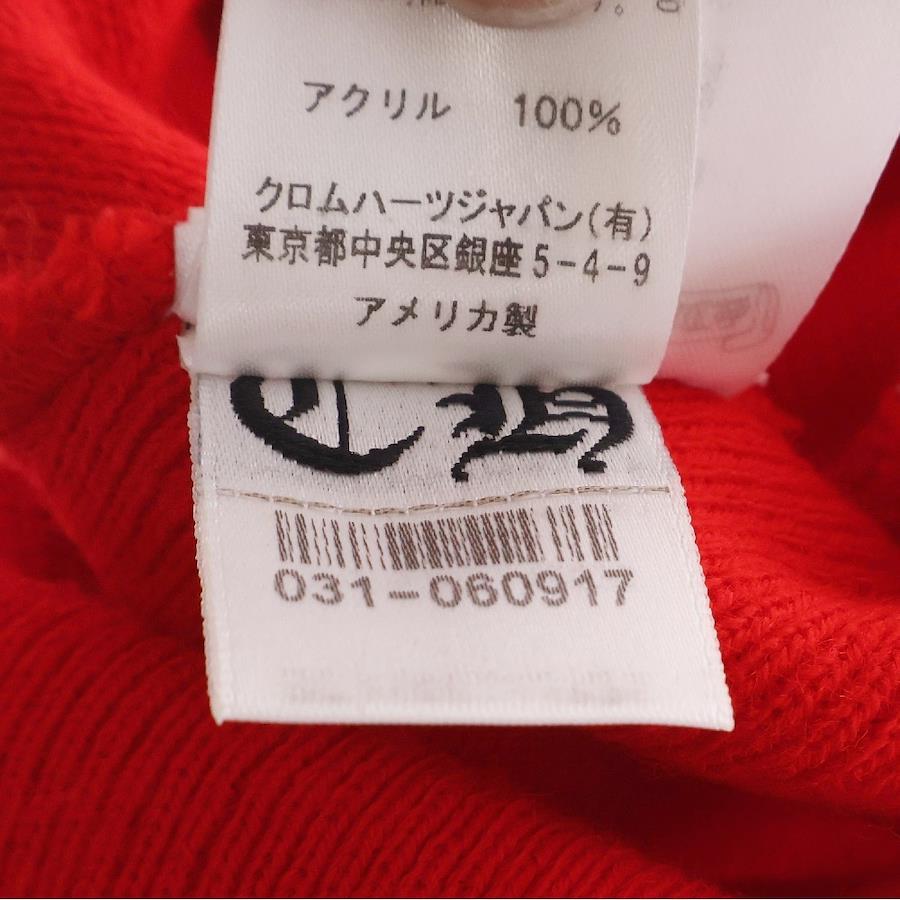 アクリル 100%
クロムハーツジャパン(有)
東京都中央区銀座5-4-9
アメリカ製
CH
031-060917